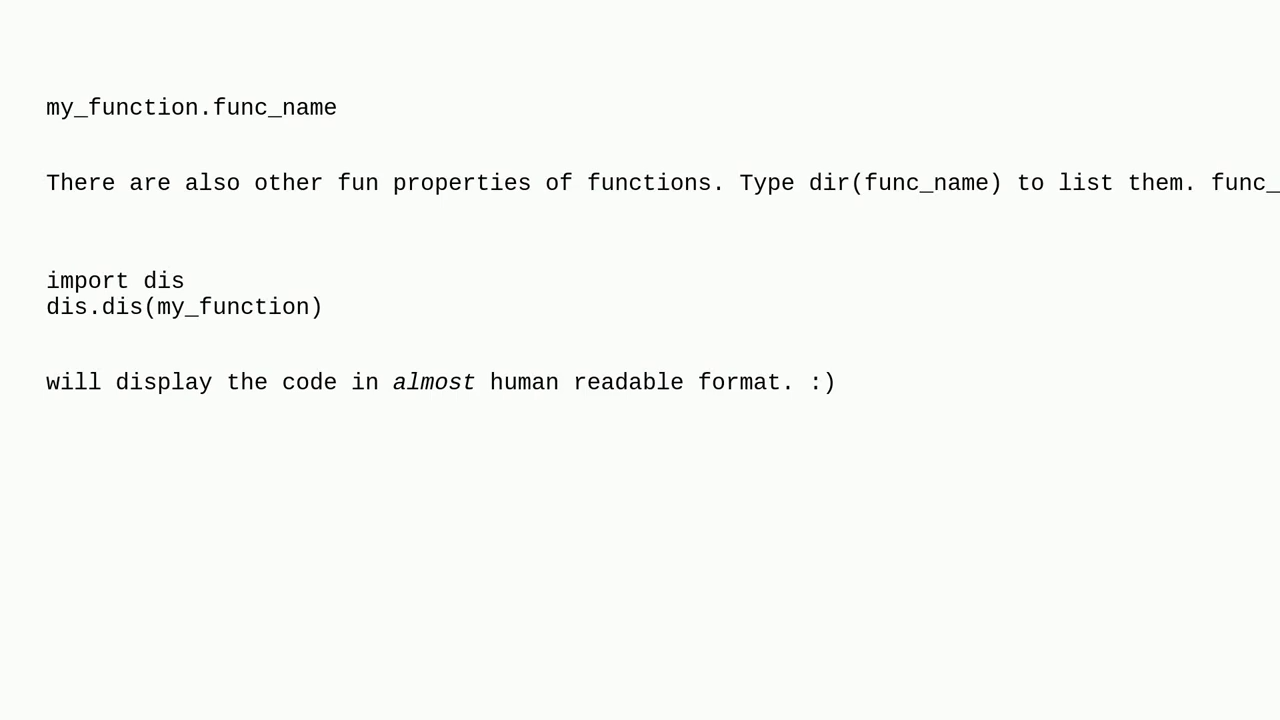 my_function.func_name
There are also other fun properties of functions. Type dir(func_name) to list them. func_
import dis
dis.dis(my_function)
will display the code in almost human readable format. :)